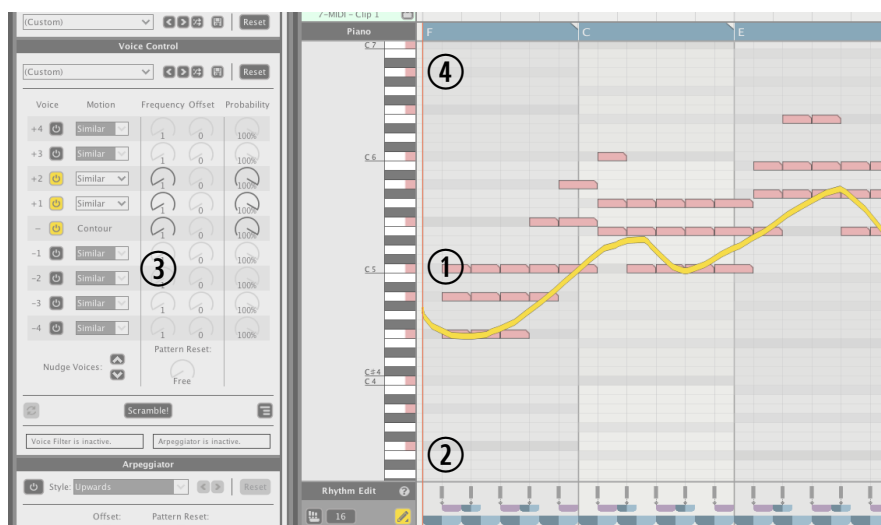 (Custom)
Reset
Voice Control
(Custom)
Reset
Voice Motion Frequency Offset Probability
+4 Similar 1 0 100%
+3 Similar 1 0 100%
+2 Similar 1 0 100%
+1 Similar 1 0 100%
– Contour 1 0 100%
-1 Similar 1 0 100%
-2 Similar 1 0 100%
-3 Similar 1 0 100%
-4 Similar 1 0 100%
Pattern Reset:
Nudge Voices:
Free
Scramble!
Voice Filter is inactive. Arpeggiator is inactive.
Arpeggiator
Style: Upwards Reset
Offset: Pattern Reset:
3
7-MIDI - Clip 1
Piano F C E
C7
4
C6
C5
1
C#4
C4
2
Rhythm Edit ?
16